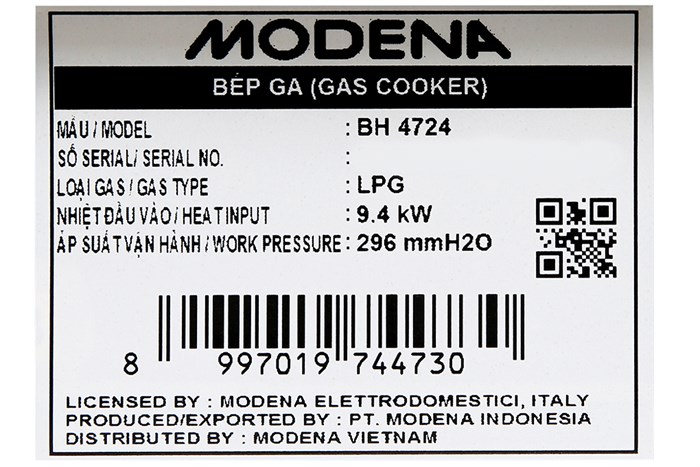 MODENA
BẾP GA (GAS COOKER)
MẪU / MODEL : BH 4724
SỐ SERIAL/ SERIAL NO. :
LOẠI GAS / GAS TYPE : LPG
NHIỆT ĐẦU VÀO / HEAT INPUT : 9.4 kW
ÁP SUẤT VẬN HÀNH / WORK PRESSURE : 296 mmH2O
8 997019 744730
LICENSED BY : MODENA ELETTRODOMESTICI, ITALY
PRODUCED/EXPORTED BY : PT. MODENA INDONESIA
DISTRIBUTED BY : MODENA VIETNAM